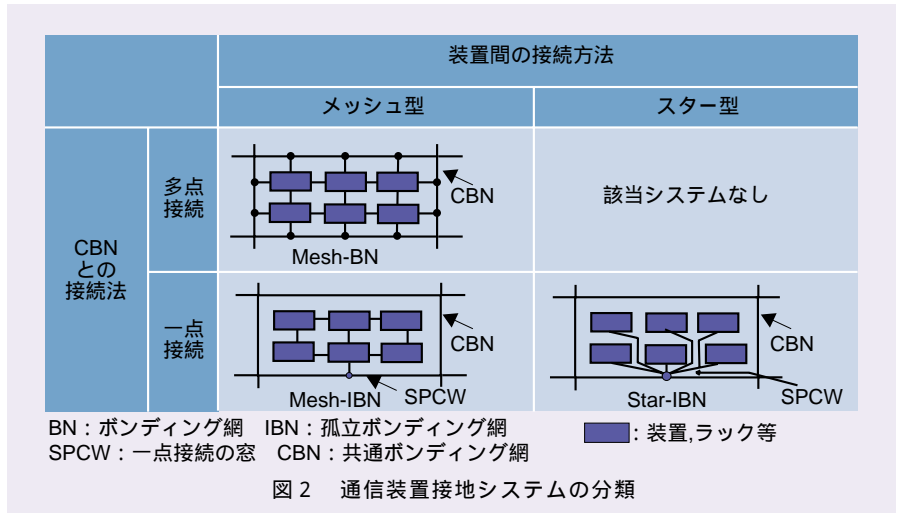 装置間の接続方法
メッシュ型
スター型
CBN
との
接続法
多点
接続
CBN
Mesh-BN
該当システムなし
一点
接続
CBN
Mesh-IBN
SPCW
CBN
Star-IBN
SPCW
BN：ボンディング網　IBN：孤立ボンディング網
SPCW：一点接続の窓　CBN：共通ボンディング網
：装置,ラック等
図２　通信装置接地システムの分類